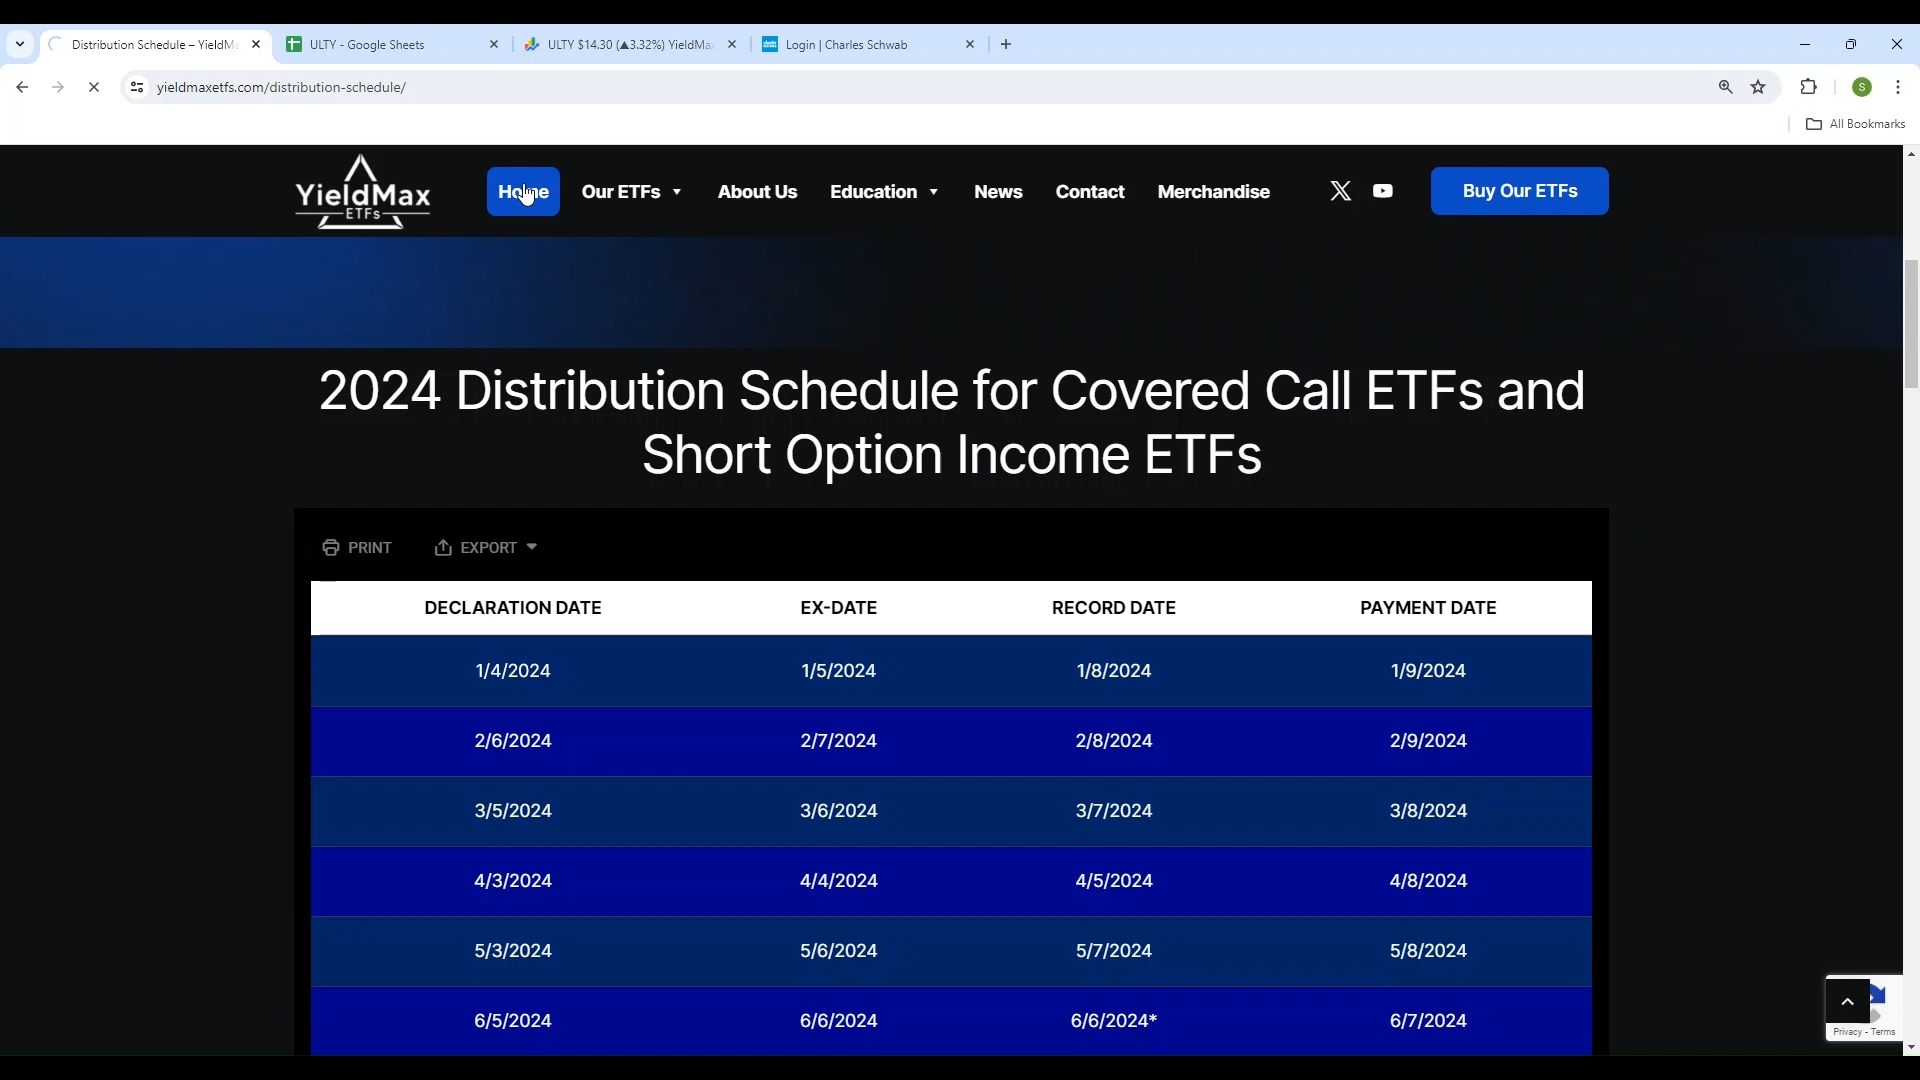 Distribution Schedule – YieldMa
ULTY - Google Sheets
ULTY $14.30 (▲3.32%) YieldMa
Login | Charles Schwab
yieldmaxetfs.com/distribution-schedule/
S
All Bookmarks
YieldMax
ETFs
Home
Our ETFs
About Us
Education
News
Contact
Merchandise
Buy Our ETFs
2024 Distribution Schedule for Covered Call ETFs and
Short Option Income ETFs
PRINT
EXPORT
DECLARATION DATE EX-DATE RECORD DATE PAYMENT DATE
1/4/2024 1/5/2024 1/8/2024 1/9/2024
2/6/2024 2/7/2024 2/8/2024 2/9/2024
3/5/2024 3/6/2024 3/7/2024 3/8/2024
4/3/2024 4/4/2024 4/5/2024 4/8/2024
5/3/2024 5/6/2024 5/7/2024 5/8/2024
6/5/2024 6/6/2024 6/6/2024* 6/7/2024
Privacy - Terms